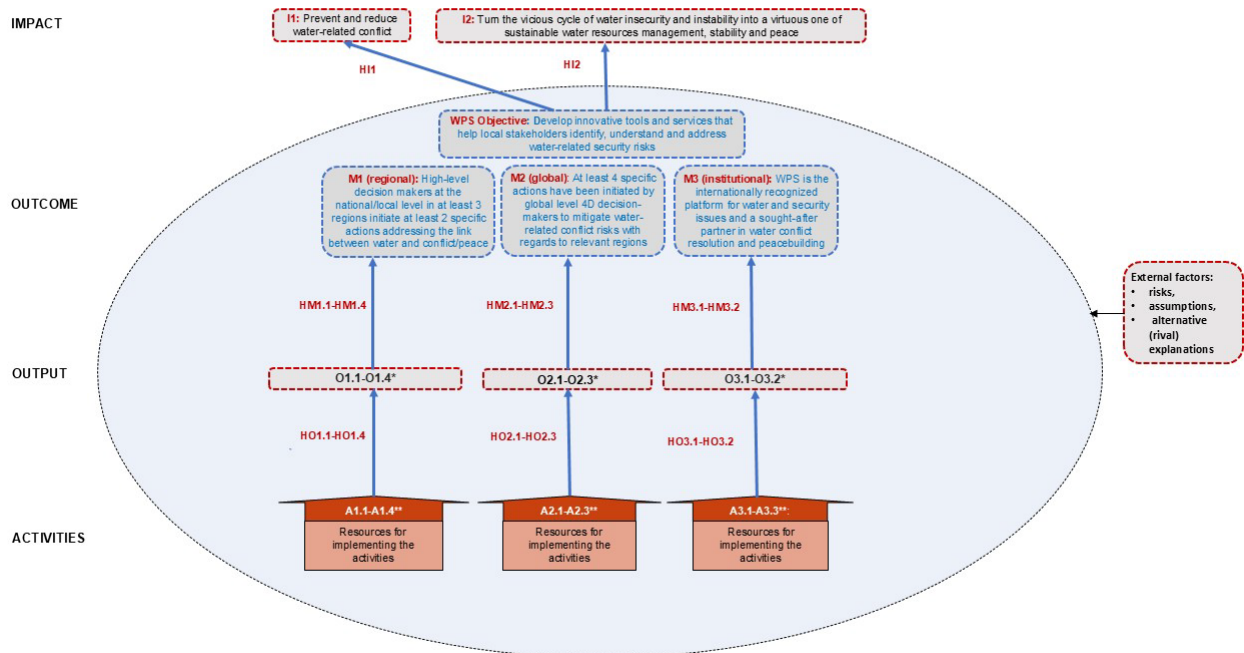 IMPACT
I1: Prevent and reduce
water-related conflict
I2: Turn the vicious cycle of water insecurity and instability into a virtuous one of
sustainable water resources management, stability and peace
HI1
HI2
WPS Objective: Develop innovative tools and services that
help local stakeholders identify, understand and address
water-related security risks
OUTCOME
M1 (regional): High-level
decision makers at the
national/local level in at least 3
regions initiate at least 2 specific
actions addressing the link
between water and conflict/peace
M2 (global): At least 4 specific
actions have been initiated by
global level 4D decision-
makers to mitigate water-
related conflict risks with
regards to relevant regions
M3 (institutional): WPS is the
internationally recognized
platform for water and security
issues and a sought-after
partner in water conflict
resolution and peacebuilding
External factors:
• risks,
• assumptions,
• alternative
(rival)
explanations
HM1.1-HM1.4
HM2.1-HM2.3
HM3.1-HM3.2
OUTPUT
O1.1-O1.4*
O2.1-O2.3*
O3.1-O3.2*
HO1.1-HO1.4
HO2.1-HO2.3
HO3.1-HO3.2
ACTIVITIES
A1.1-A1.4**
Resources for
implementing the
activities
A2.1-A2.3**
Resources for
implementing the
activities
A3.1-A3.3**:
Resources for
implementing the
activities